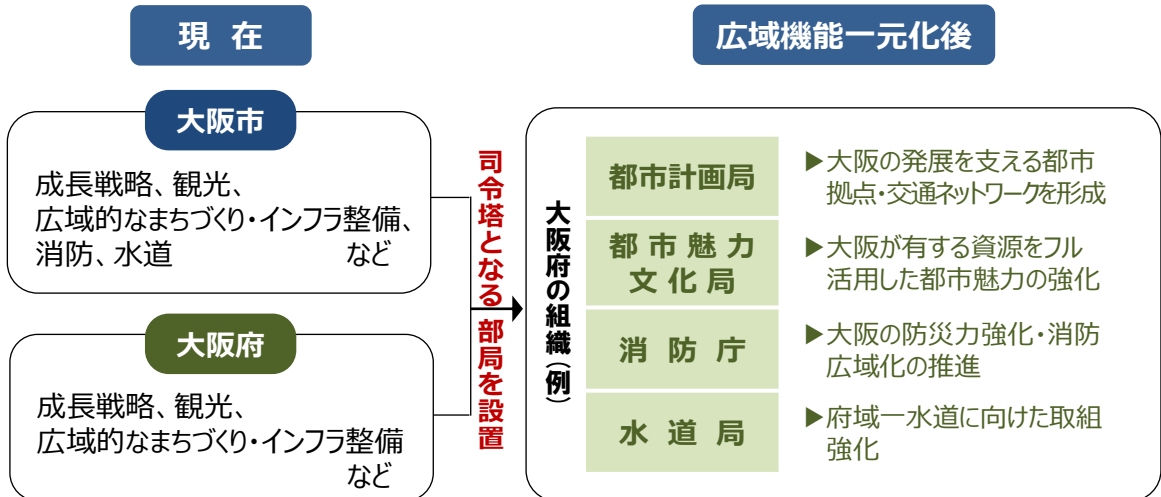 現 在
大阪市
成長戦略、観光、
広域的なまちづくり・インフラ整備、
消防、水道 など
大阪府
成長戦略、観光、
広域的なまちづくり・インフラ整備
など
司令塔となる 部局を設置
広域機能一元化後
大阪府の組織（例）
都市計画局
▶大阪の発展を支える都市
拠点・交通ネットワークを形成
都 市 魅 力
文 化 局
▶大阪が有する資源をフル
活用した都市魅力の強化
消 防 庁
▶大阪の防災力強化・消防
広域化の推進
水 道 局
▶府域一水道に向けた取組
強化